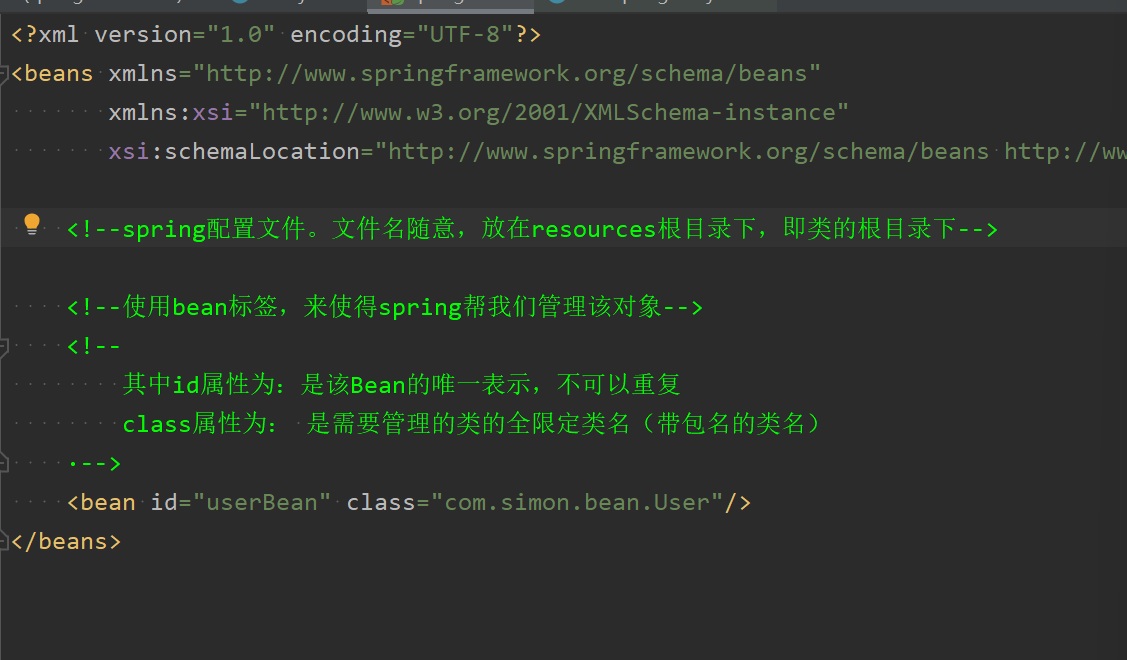 <?xml version="1.0" encoding="UTF-8"?>
<beans xmlns="http://www.springframework.org/schema/beans"
xmlns:xsi="http://www.w3.org/2001/XMLSchema-instance"
xsi:schemaLocation="http://www.springframework.org/schema/beans http://ww
<!--spring配置文件。文件名随意，放在resources根目录下，即类的根目录下-->
<!--使用bean标签，来使得spring帮我们管理该对象-->
<!--
其中id属性为：是该Bean的唯一表示，不可以重复
class属性为： 是需要管理的类的全限定类名（带包名的类名）
-->
<bean id="userBean" class="com.simon.bean.User"/>
</beans>